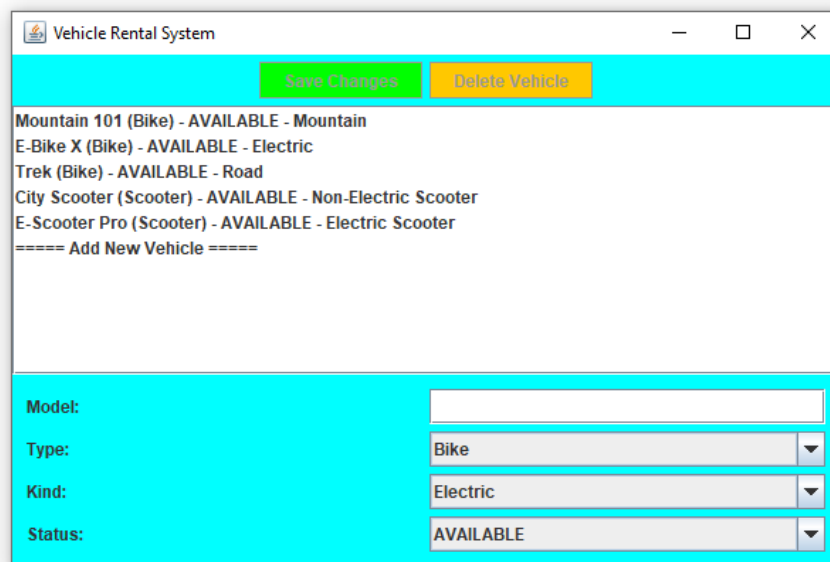 Vehicle Rental System
Save Changes Delete Vehicle
Mountain 101 (Bike) - AVAILABLE - Mountain
E-Bike X (Bike) - AVAILABLE - Electric
Trek (Bike) - AVAILABLE - Road
City Scooter (Scooter) - AVAILABLE - Non-Electric Scooter
E-Scooter Pro (Scooter) - AVAILABLE - Electric Scooter
===== Add New Vehicle =====
Model:
Type: Bike
Kind: Electric
Status: AVAILABLE